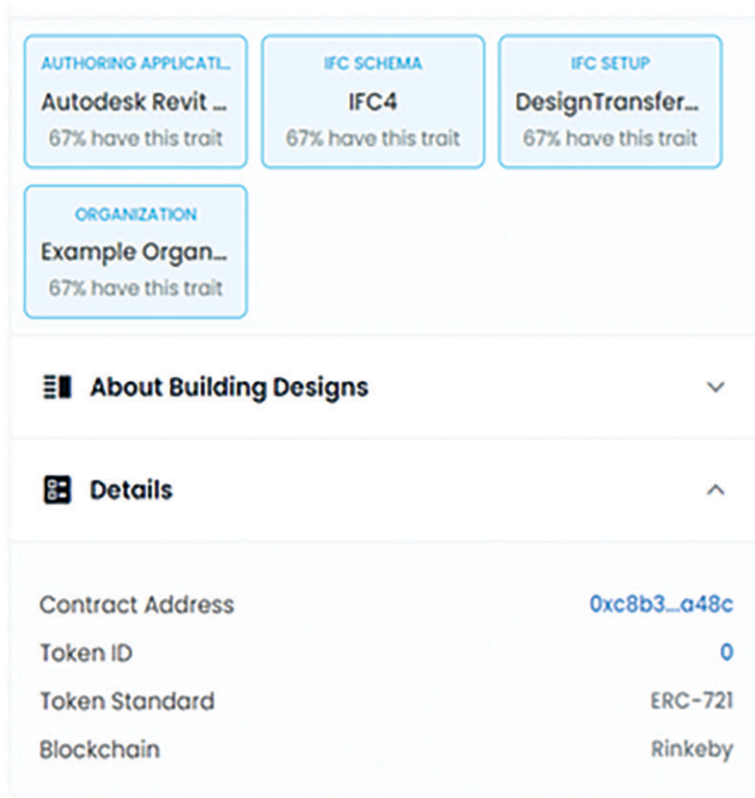 AUTHORING APPLICATI...
Autodesk Revit ...
67% have this trait
IFC SCHEMA
IFC4
67% have this trait
IFC SETUP
DesignTransfer...
67% have this trait
ORGANIZATION
Example Organ...
67% have this trait
About Building Designs
Details
Contract Address 0xc8b3...a48c
Token ID 0
Token Standard ERC-721
Blockchain Rinkeby